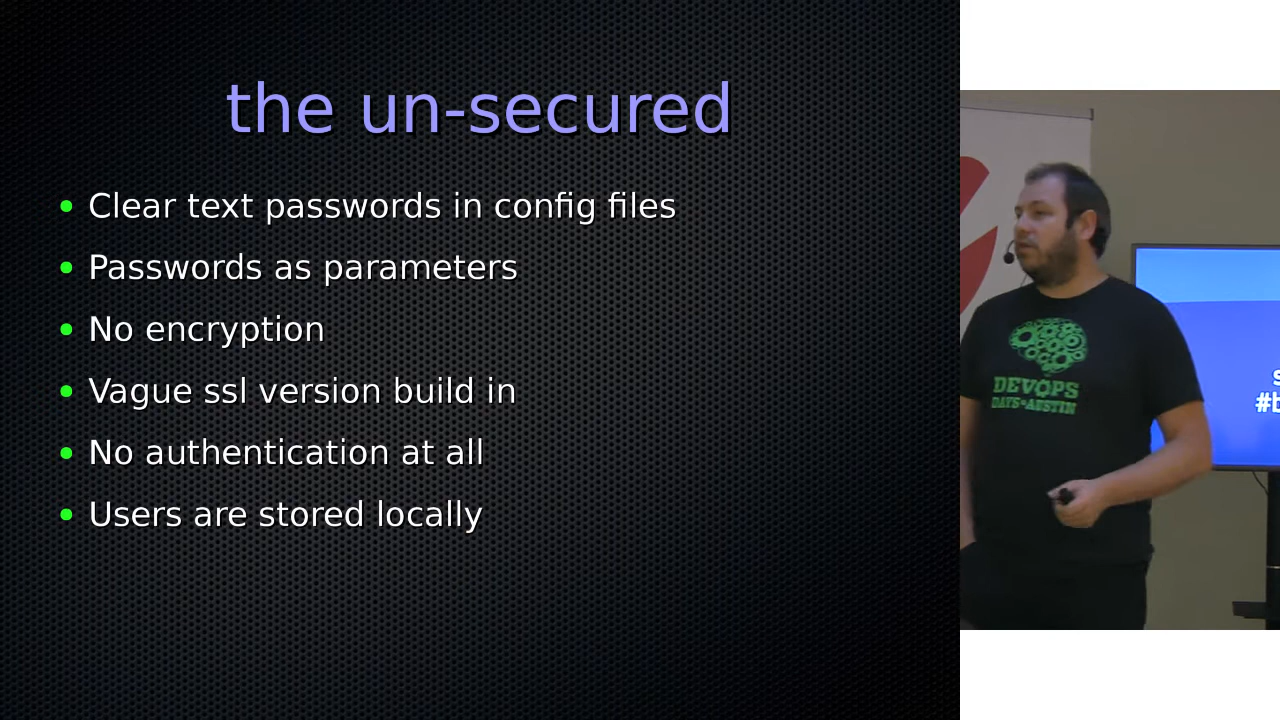 the un-secured
Clear text passwords in config files
Passwords as parameters
No encryption
Vague ssl version build in
No authentication at all
Users are stored locally
DEVOPS
DAYS-AUSTIN